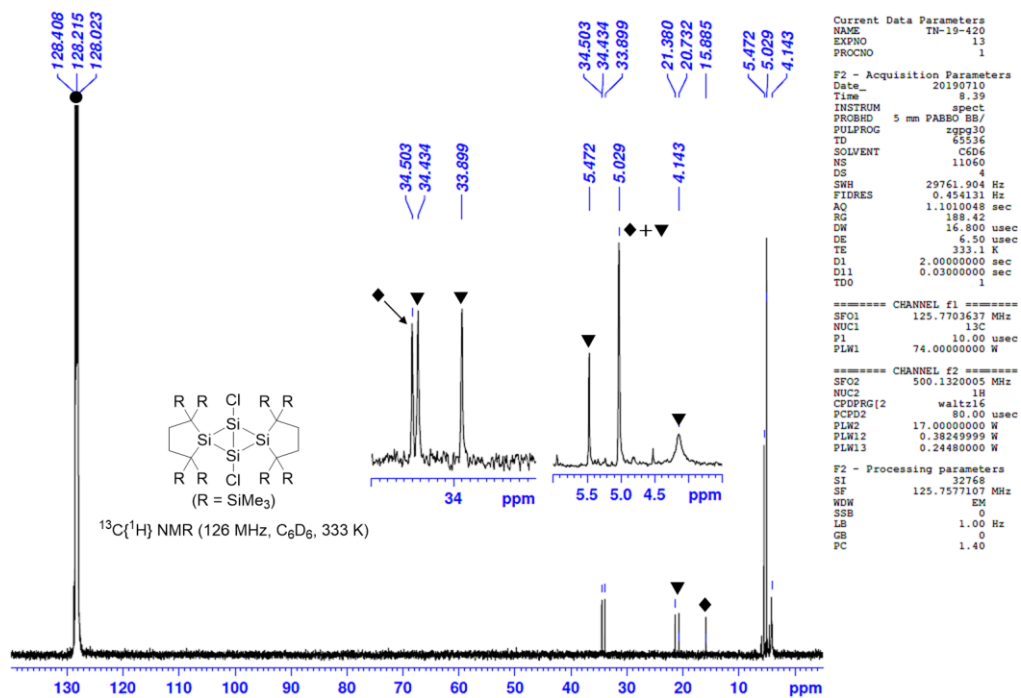 128.408
128.215
128.023
34.503
34.434
33.899
21.380
20.732
15.885
5.472
5.029
4.143
34.503
34.434
33.899
5.472
5.029
4.143
◆+▼
34 ppm
5.5 5.0 4.5 ppm
R R Cl R R
Si
Si Si
Si
R R Cl R R
(R = SiMe₃)
¹³C{¹H} NMR (126 MHz, C₆D₆, 333 K)
130 120 110 100 90 80 70 60 50 40 30 20 10 ppm
Current Data Parameters
NAME TN-19-420
EXPNO 13
PROCNO 1
F2 - Acquisition Parameters
Date_ 20190710
Time 8.39
INSTRUM spect
PROBHD 5 mm PABBO BB/
PULPROG zgpg30
TD 65536
SOLVENT C6D6
NS 11060
DS 4
SWH 29761.904 Hz
FIDRES 0.454131 Hz
AQ 1.1010048 sec
RG 188.42
DW 16.800 usec
DE 6.50 usec
TE 333.1 K
D1 2.00000000 sec
D11 0.03000000 sec
TD0 1
======== CHANNEL f1 ========
SFO1 125.7703637 MHz
NUC1 13C
P1 10.00 usec
PLW1 74.00000000 W
======== CHANNEL f2 ========
SFO2 500.1320005 MHz
NUC2 1H
CPDPRG[2 waltz16
PCPD2 80.00 usec
PLW2 17.00000000 W
PLW12 0.38249999 W
PLW13 0.24480000 W
F2 - Processing parameters
SI 32768
SF 125.7577107 MHz
WDW EM
SSB 0
LB 1.00 Hz
GB 0
PC 1.40